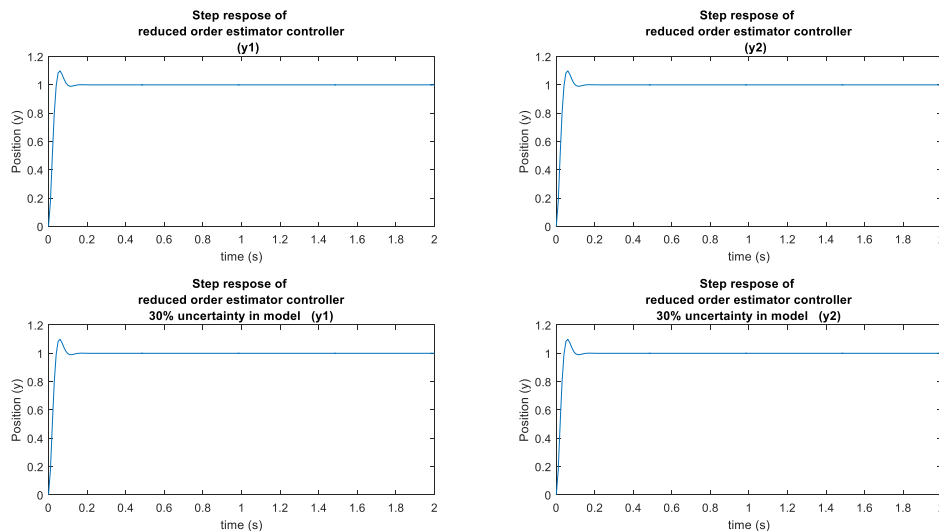 Step respose of
reduced order estimator controller
(y1)
1.2
1
0.8
0.6
0.4
0.2
0
Position (y)
0 0.2 0.4 0.6 0.8 1 1.2 1.4 1.6 1.8 2
time (s)
Step respose of
reduced order estimator controller
(y2)
1.2
1
0.8
0.6
0.4
0.2
0
Position (y)
0 0.2 0.4 0.6 0.8 1 1.2 1.4 1.6 1.8 2
time (s)
Step respose of
reduced order estimator controller
30% uncertainty in model (y1)
1.2
1
0.8
0.6
0.4
0.2
0
Position (y)
0 0.2 0.4 0.6 0.8 1 1.2 1.4 1.6 1.8 2
time (s)
Step respose of
reduced order estimator controller
30% uncertainty in model (y2)
1.2
1
0.8
0.6
0.4
0.2
0
Position (y)
0 0.2 0.4 0.6 0.8 1 1.2 1.4 1.6 1.8 2
time (s)